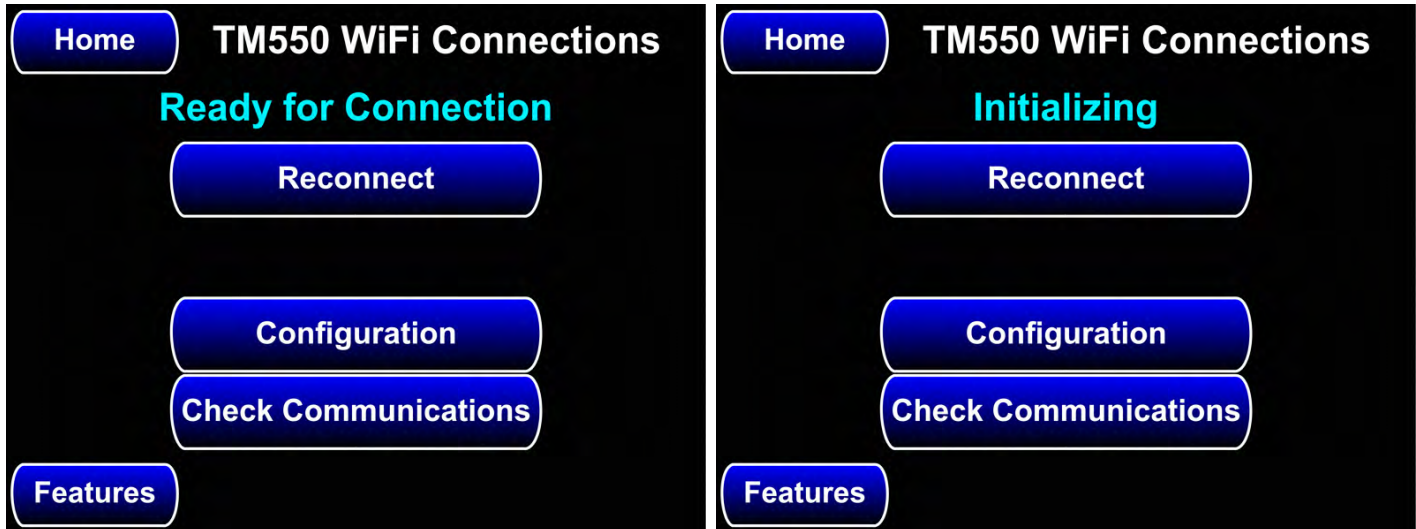 Home
TM550 WiFi Connections
Ready for Connection
Reconnect
Configuration
Check Communications
Features
Home
TM550 WiFi Connections
Initializing
Reconnect
Configuration
Check Communications
Features